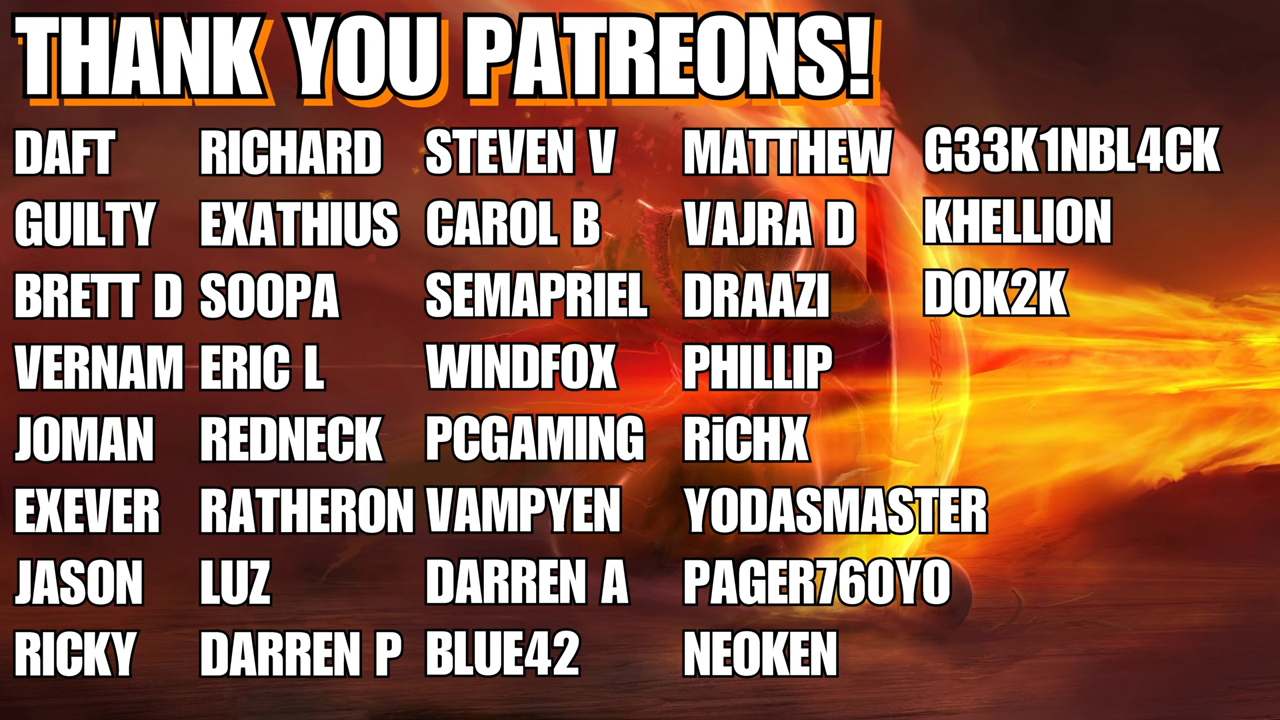 THANK YOU PATREONS!
DAFT
GUILTY
BRETT D
VERNAM
JOMAN
EXEVER
JASON
RICKY
RICHARD
EXATHIUS
SOOPA
ERIC L
REDNECK
RATHERON
LUZ
DARREN P
STEVEN V
CAROL B
SEMAPRIEL
WINDFOX
PCGAMING
VAMPYEN
DARREN A
BLUE42
MATTHEW
VAJRA D
DRAAZI
PHILLIP
RiCHX
YODASMASTER
PAGER760YO
NEOKEN
G33K1NBL4CK
KHELLION
DOK2K